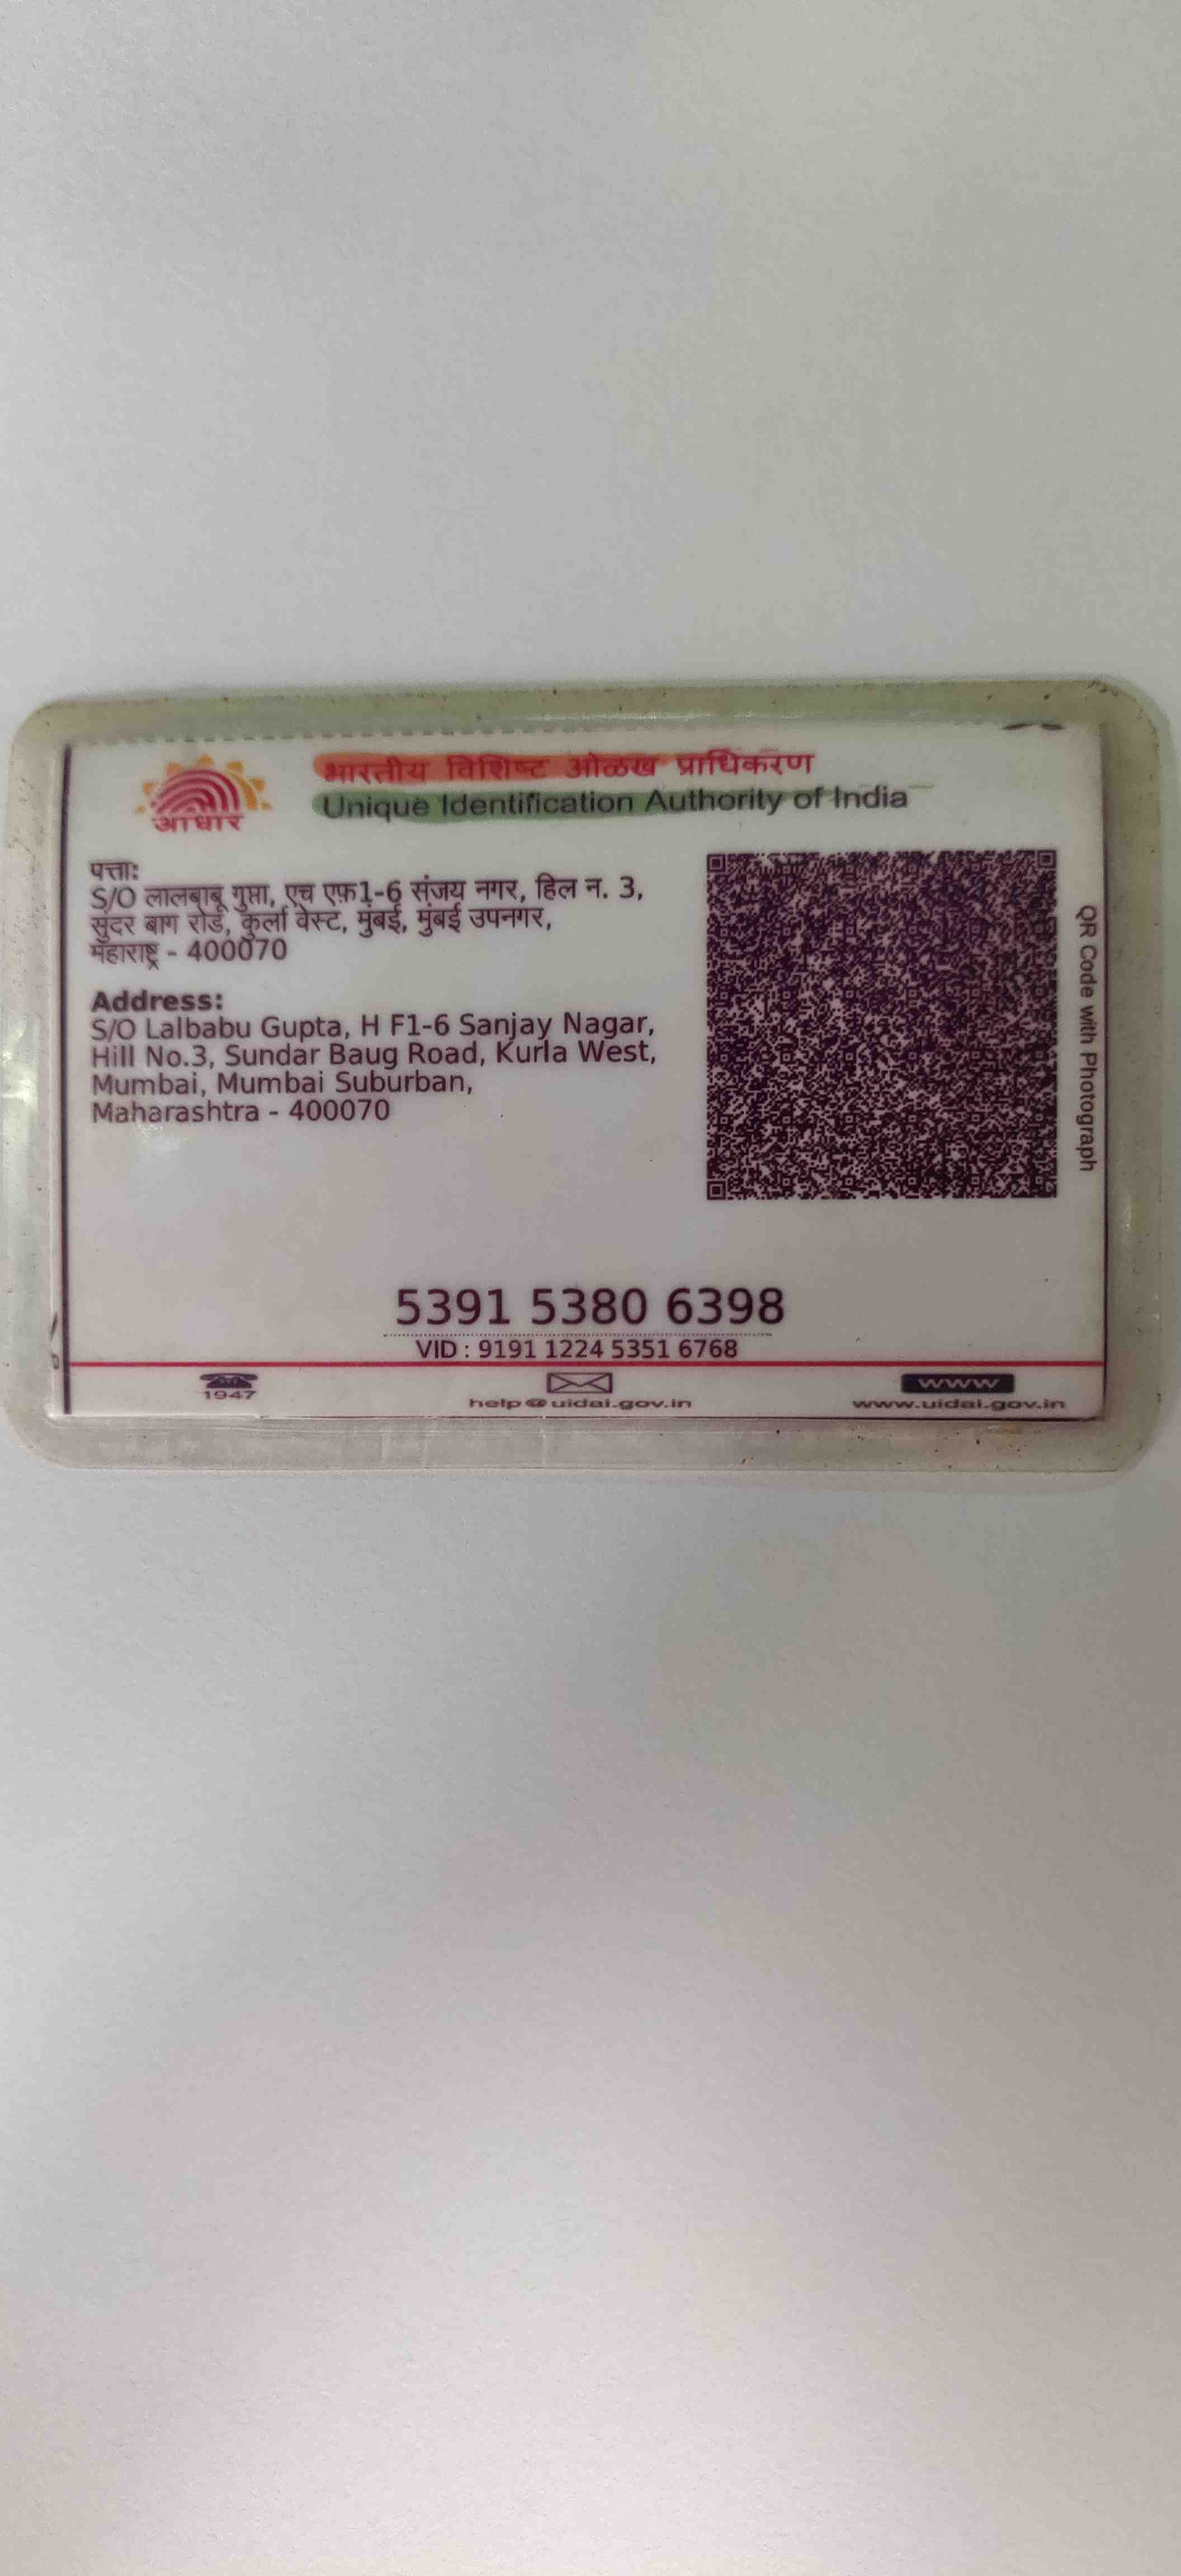 आधार
भारतीय विशिष्ट ओळख प्राधिकरण
Unique Identification Authority of India
पत्ता:
S/O लालबाबू गुप्ता, एच एफ़1-6 संजय नगर, हिल न. 3,
सुंदर बाग रोड, कुर्ला वेस्ट, मुंबई, मुंबई उपनगर,
महाराष्ट्र - 400070
Address:
S/O Lalbabu Gupta, H F1-6 Sanjay Nagar,
Hill No.3, Sundar Baug Road, Kurla West,
Mumbai, Mumbai Suburban,
Maharashtra - 400070
QR Code with Photograph
5391 5380 6398
VID : 9191 1224 5351 6768
1947
help@uidai.gov.in
www
www.uidai.gov.in